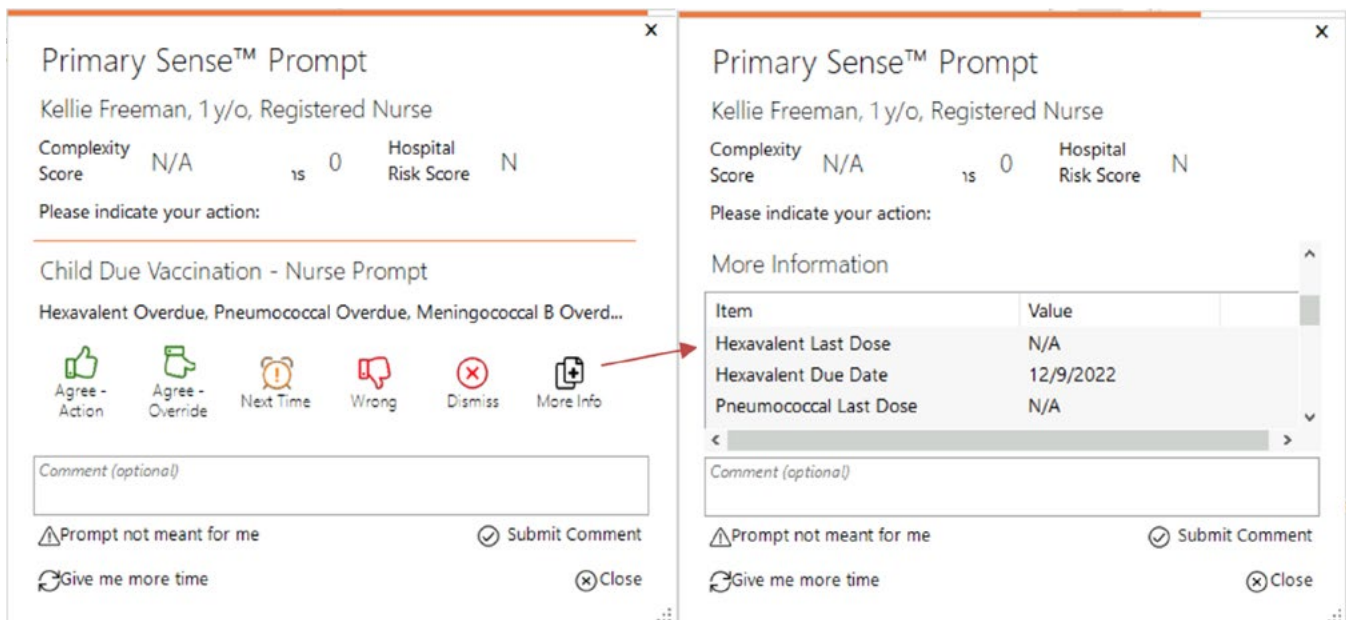 Primary Sense™ Prompt
Kellie Freeman, 1 y/o, Registered Nurse
Complexity Score N/A 0 Hospital Risk Score N
Please indicate your action:
Child Due Vaccination - Nurse Prompt
Hexavalent Overdue, Pneumococcal Overdue, Meningococcal B Overd...
Agree - Action
Agree - Override
Next Time
Wrong
Dismiss
More Info
Comment (optional)
Prompt not meant for me
Submit Comment
Give me more time
Close
Primary Sense™ Prompt
Kellie Freeman, 1 y/o, Registered Nurse
Complexity Score N/A 0 Hospital Risk Score N
Please indicate your action:
More Information
Item Value
Hexavalent Last Dose N/A
Hexavalent Due Date 12/9/2022
Pneumococcal Last Dose N/A
Comment (optional)
Prompt not meant for me
Submit Comment
Give me more time
Close